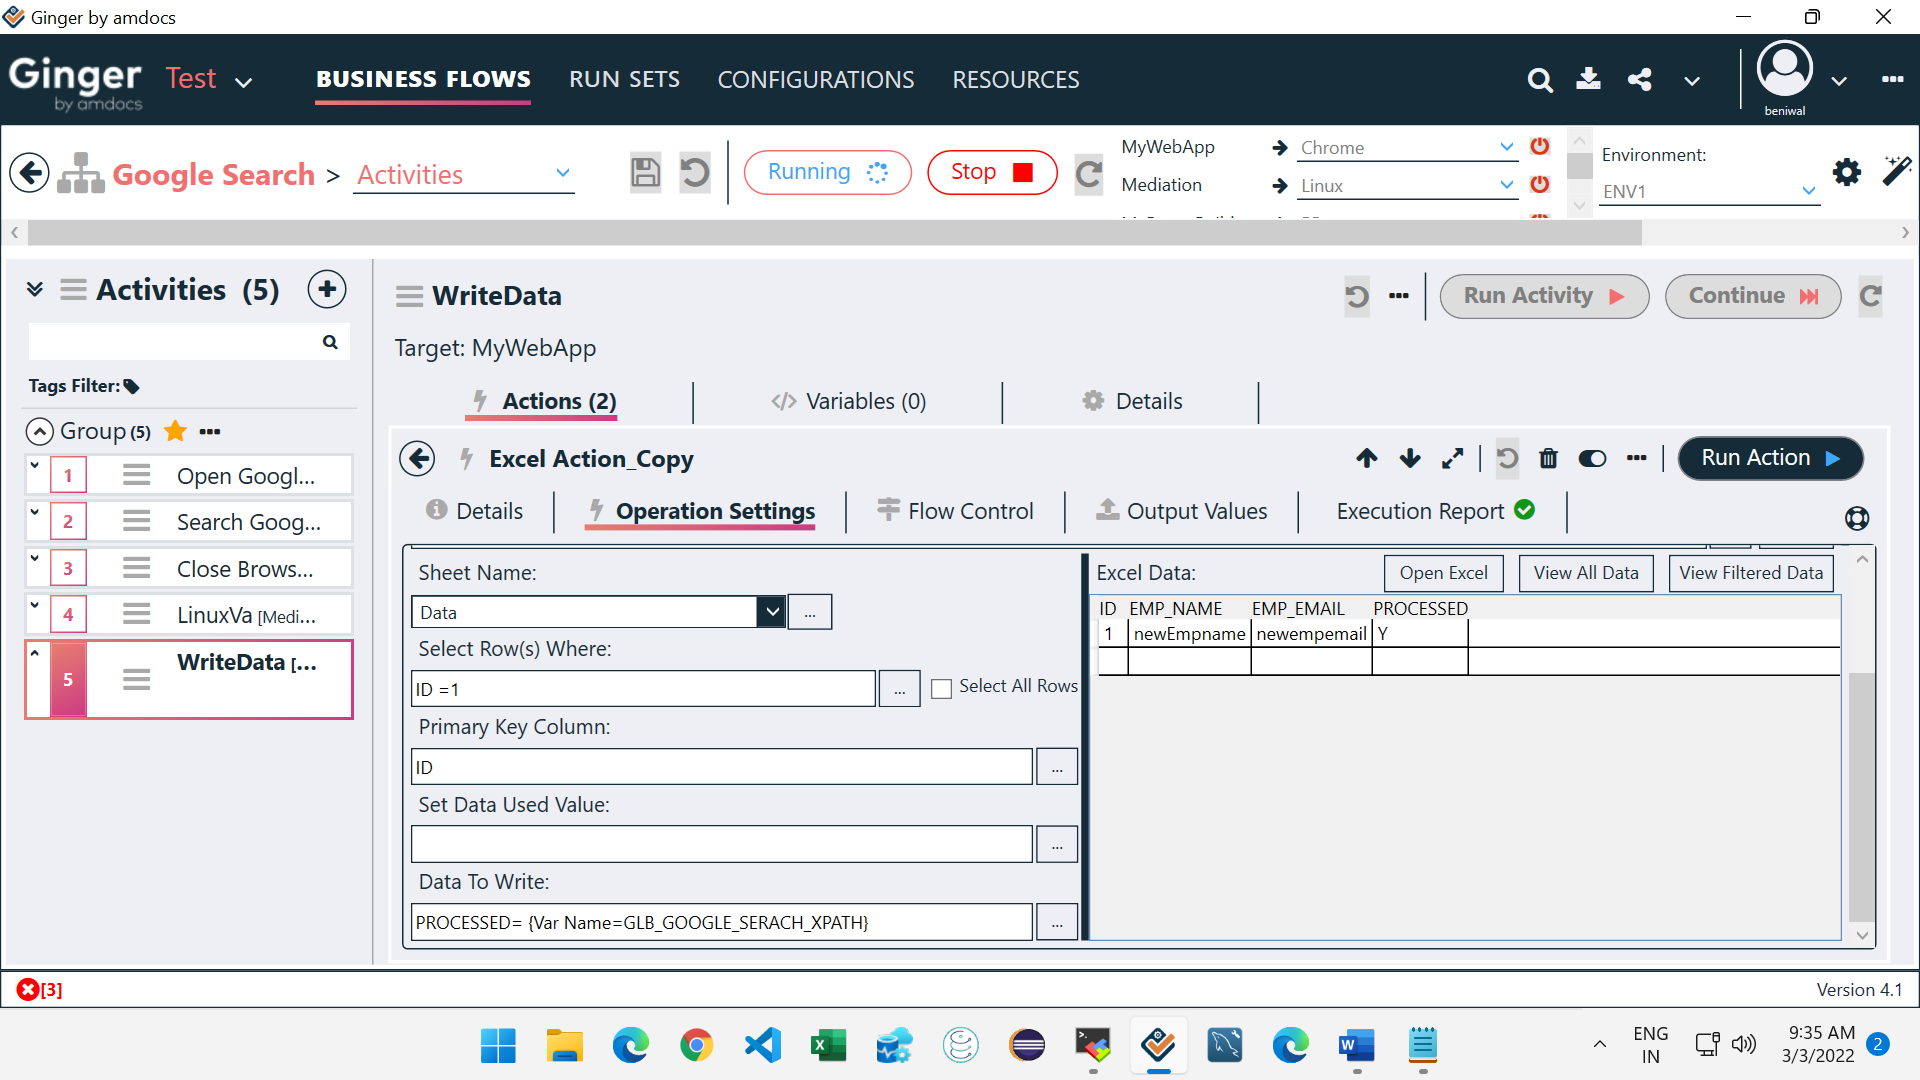 Ginger by amdocs
Ginger by amdocs Test BUSINESS FLOWS RUN SETS CONFIGURATIONS RESOURCES beniwal
Google Search > Activities Running Stop
MyWebApp Chrome
Mediation Linux
Environment:
ENV1
Activities (5)
Tags Filter:
Group (5)
1 Open Googl...
2 Search Goog...
3 Close Brows...
4 LinuxVa [Medi...
5 WriteData [...
WriteData
Run Activity Continue
Target: MyWebApp
Actions (2) Variables (0) Details
Excel Action_Copy
Run Action
Details Operation Settings Flow Control Output Values Execution Report
Sheet Name:
Data ...
Select Row(s) Where:
ID =1 ... Select All Rows
Primary Key Column:
ID ...
Set Data Used Value:
...
Data To Write:
PROCESSED= {Var Name=GLB_GOOGLE_SERACH_XPATH} ...
Excel Data: Open Excel View All Data View Filtered Data
ID EMP_NAME EMP_EMAIL PROCESSED
1 newEmpname newempemail Y
[3]
Version 4.1
ENG
IN
9:35 AM
3/3/2022
2